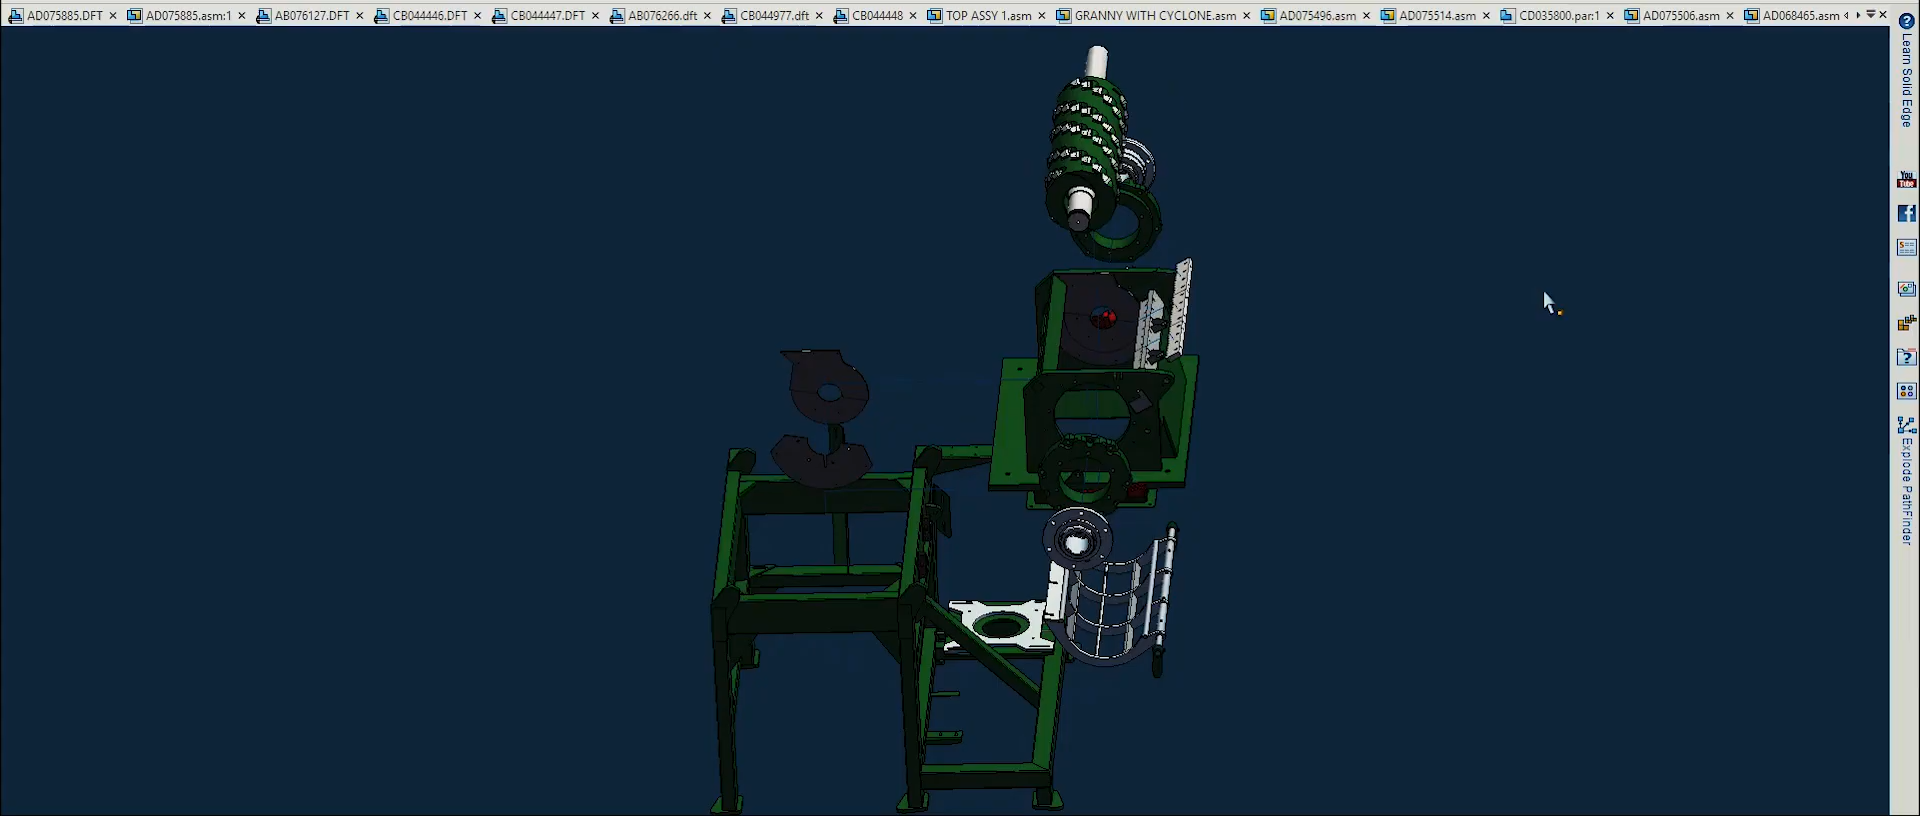 AD075885.DFT
AD075885.asm:1
AB076127.DFT
CB044446.DFT
CB044447.DFT
AB076266.dft
CB044977.dft
CB044448
TOP ASSY 1.asm
GRANNY WITH CYCLONE.asm
AD075496.asm
AD075514.asm
CD035800.par:1
AD075506.asm
AD068465.asm
Learn Solid Edge
You
Tube
Explode PathFinder